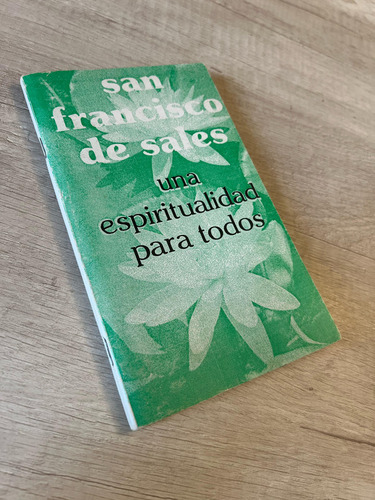 san
francisco
de sales
una
espiritualidad
para todos